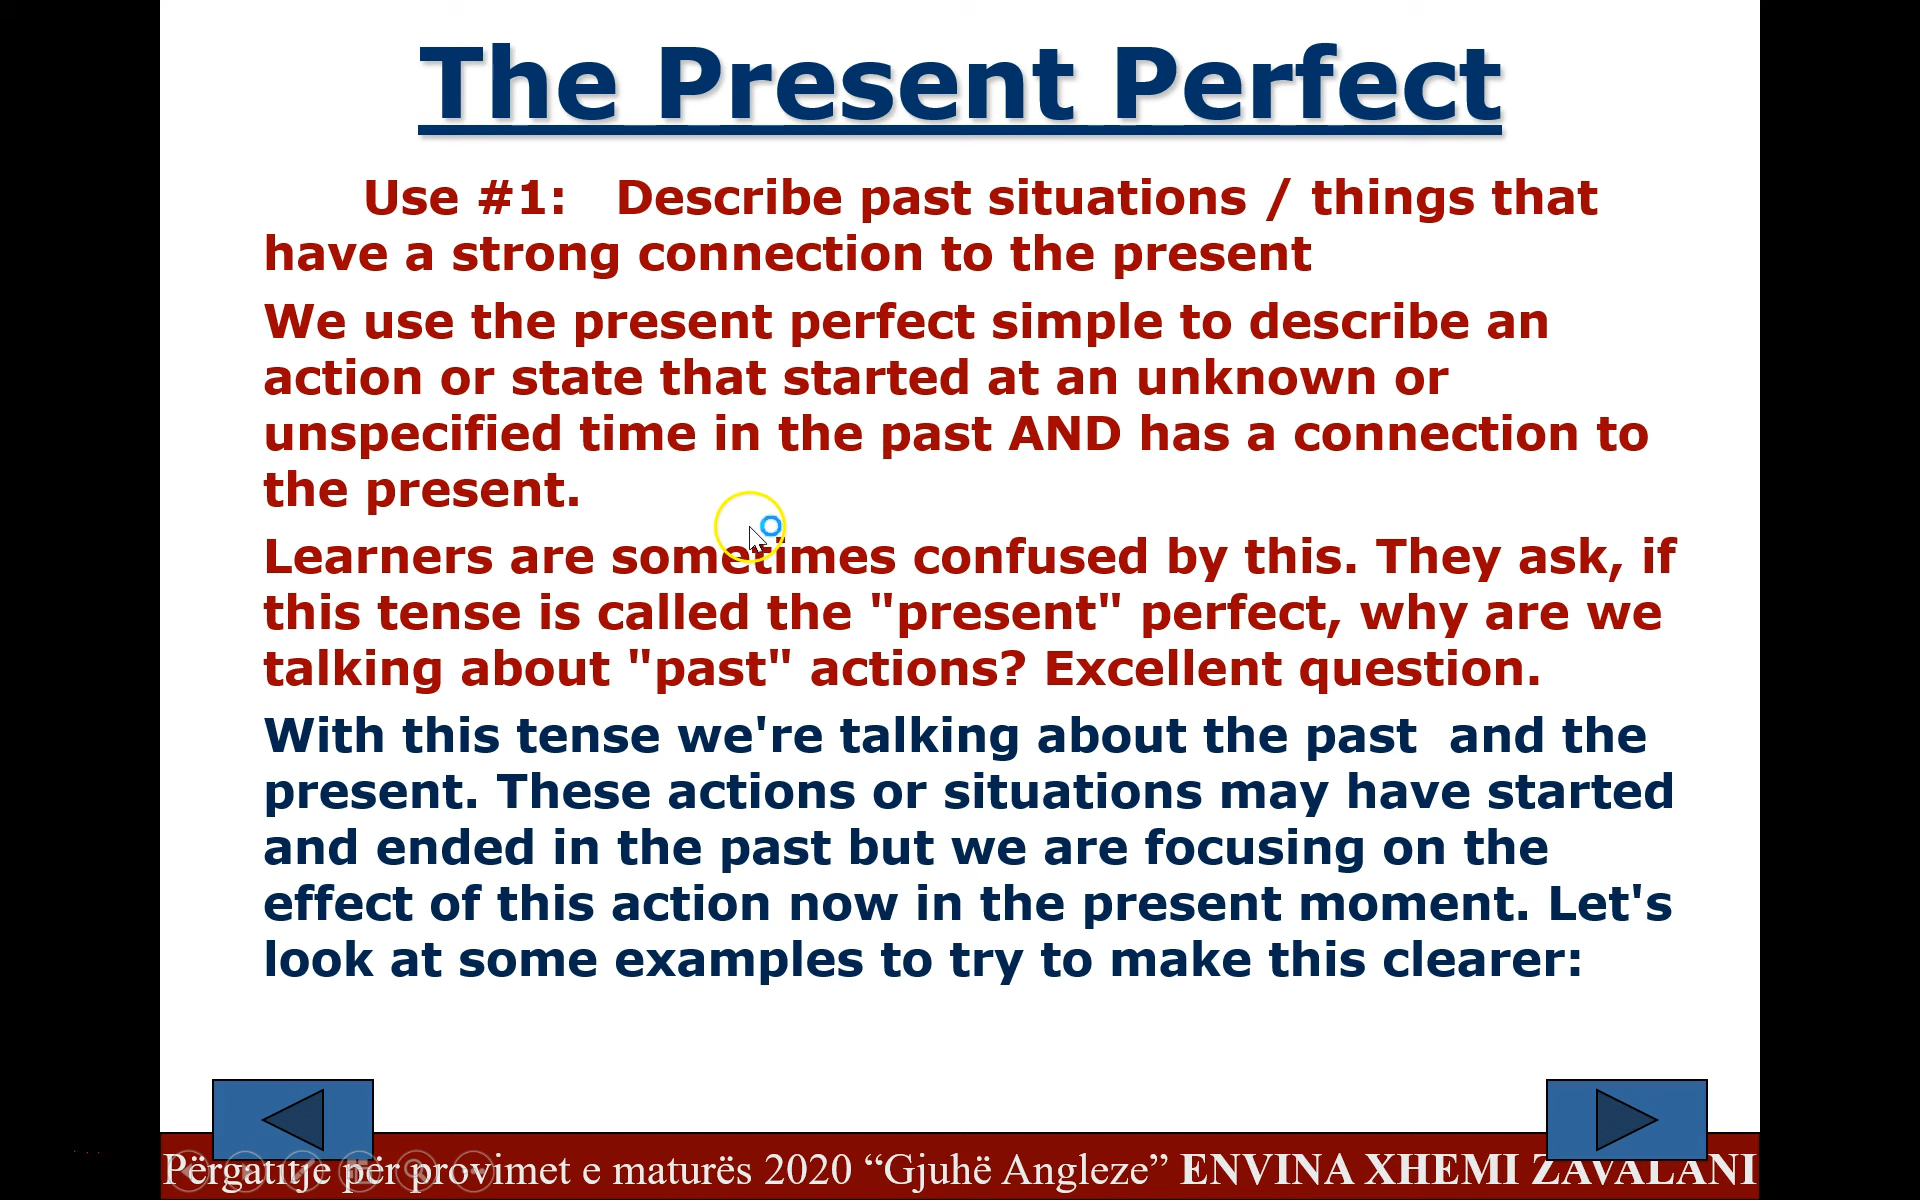 The Present Perfect
Use #1: Describe past situations / things that
have a strong connection to the present
We use the present perfect simple to describe an
action or state that started at an unknown or
unspecified time in the past AND has a connection to
the present.
Learners are sometimes confused by this. They ask, if
this tense is called the "present" perfect, why are we
talking about "past" actions? Excellent question.
With this tense we're talking about the past and the
present. These actions or situations may have started
and ended in the past but we are focusing on the
effect of this action now in the present moment. Let's
look at some examples to try to make this clearer:
Përgatitje për provimet e maturës 2020 “Gjuhë Angleze” ENVINA XHEMI ZAVALANI